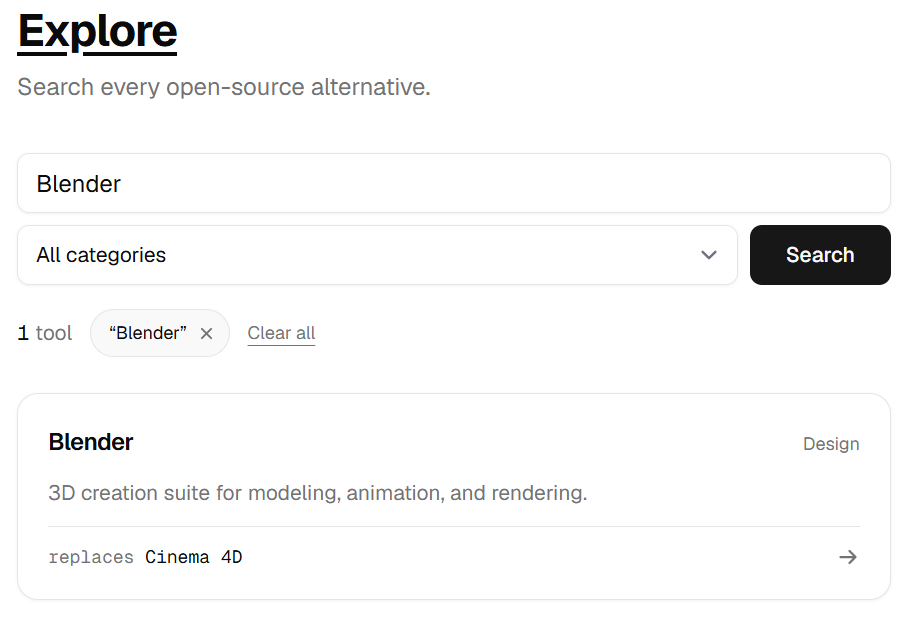 Explore
Search every open-source alternative.
Blender
All categories
Search
1 tool
“Blender”
Clear all
Blender
Design
3D creation suite for modeling, animation, and rendering.
replaces Cinema 4D